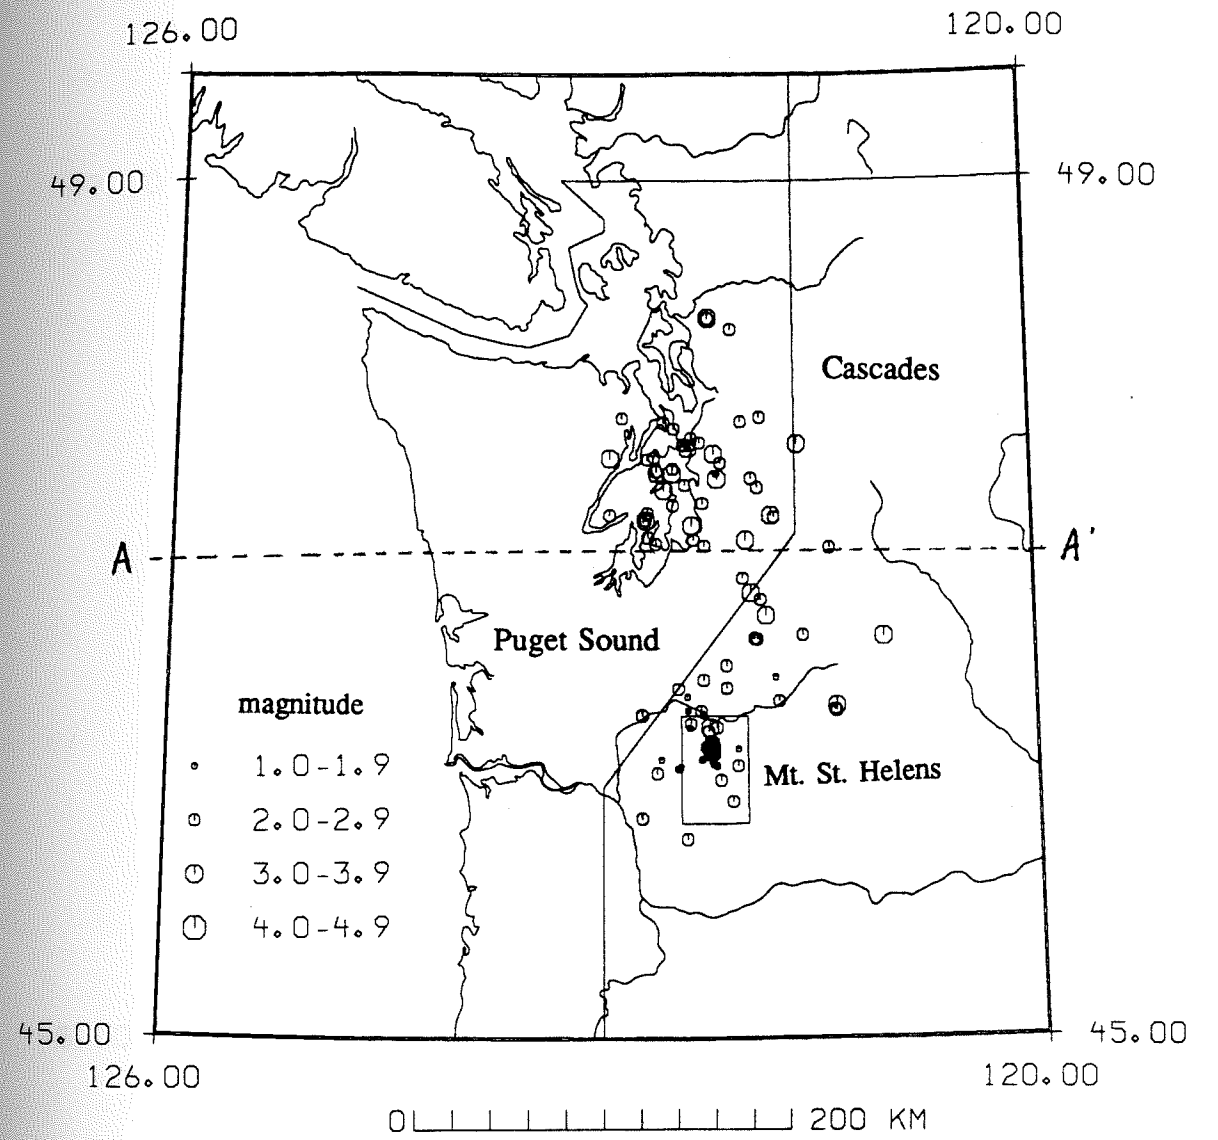 126.00 120.00
49.00 49.00
Cascades
A A'
Puget Sound
magnitude
1.0-1.9
Mt. St. Helens
2.0-2.9
3.0-3.9
4.0-4.9
45.00 45.00
126.00 120.00
0 200 KM